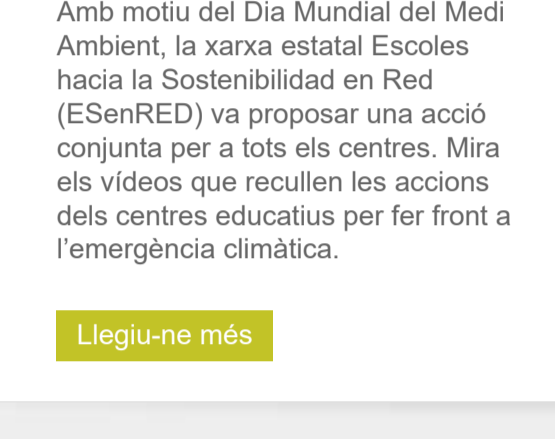 Amb motiu del Dia Mundial del Medi
Ambient, la xarxa estatal Escoles
hacia la Sostenibilidad en Red
(ESenRED) va proposar una acció
conjunta per a tots els centres. Mira
els vídeos que recullen les accions
dels centres educatius per fer front a
l’emergència climàtica.
Llegiu-ne més